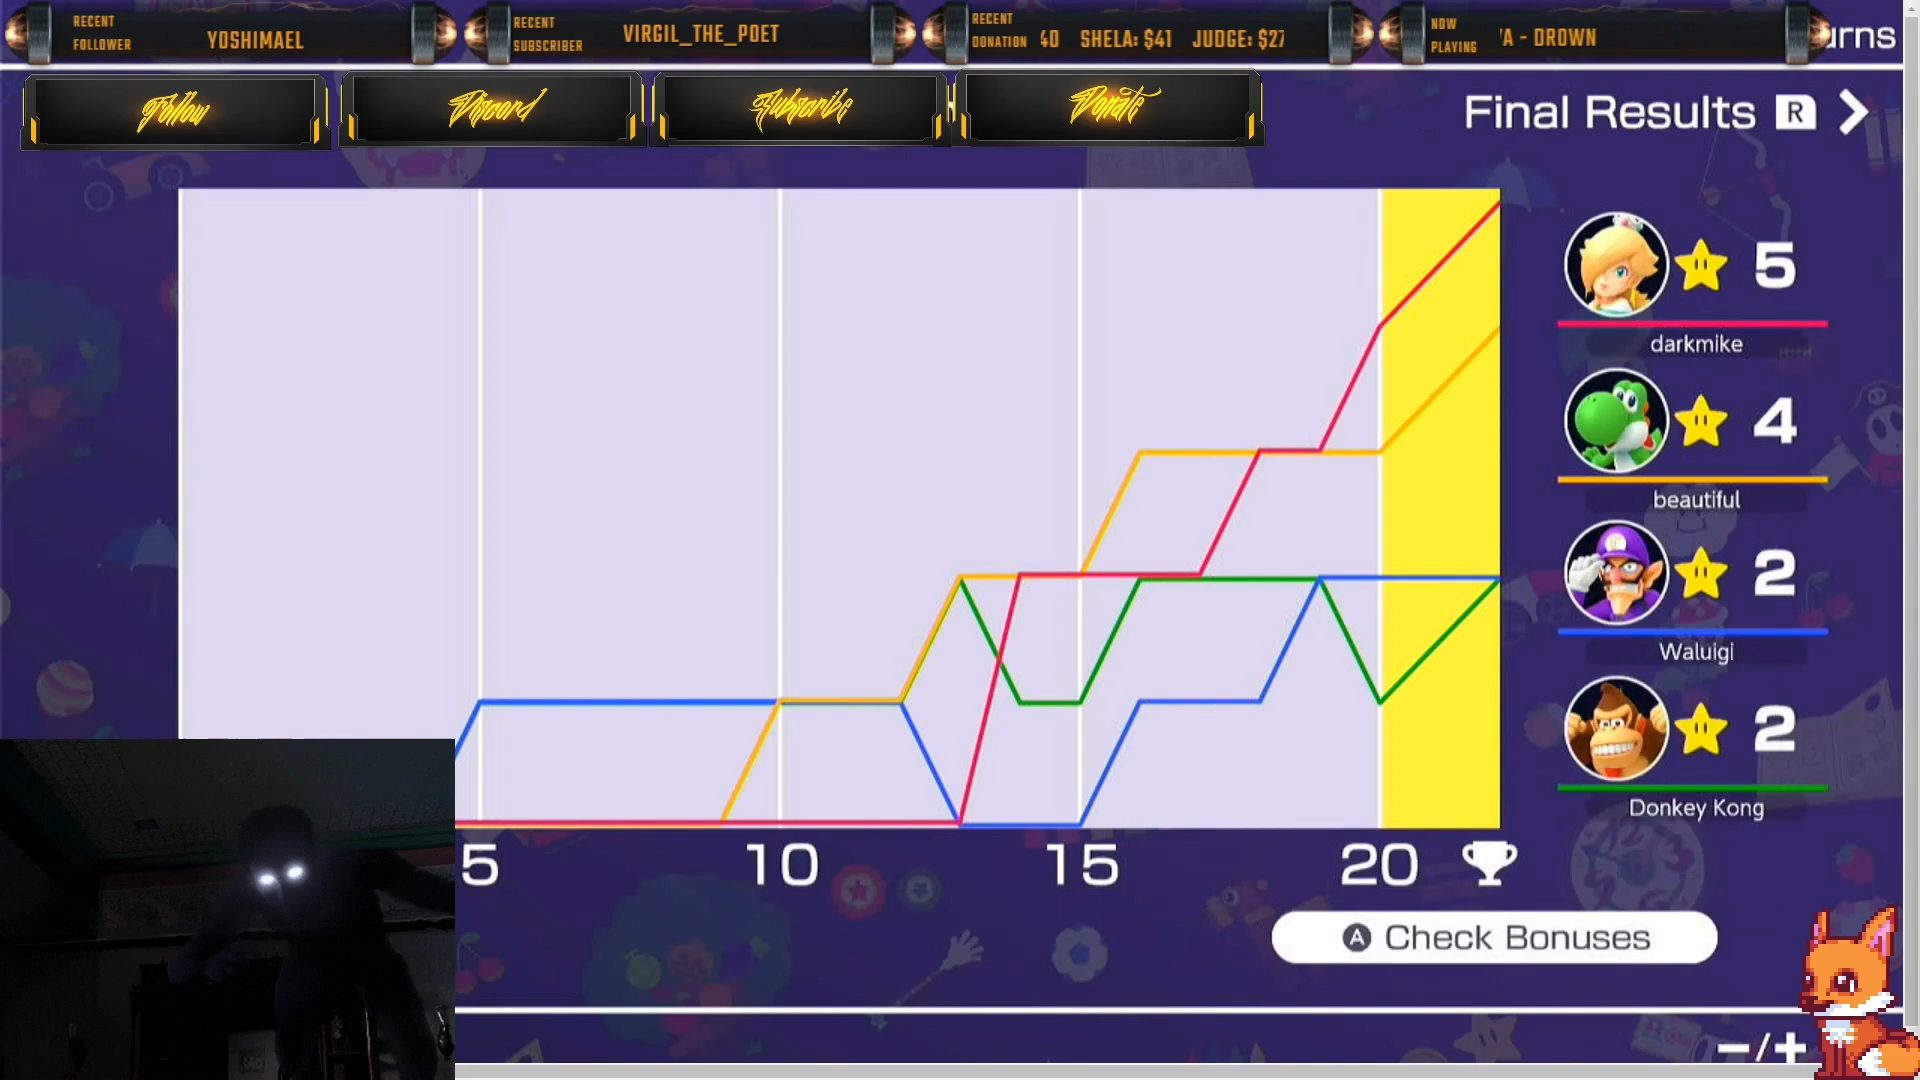 RECENT
FOLLOWER
YOSHIMAEL
RECENT
SUBSCRIBER
VIRGIL_THE_POET
RECENT
DONATION
40 SHELA: $41 JUDGE: $27
NOW
PLAYING
'A - DROWN
urns
Follow
Discord
Subscribe
Donate
Final Results R
5
darkmike
4
beautiful
2
Waluigi
2
Donkey Kong
5 10 15 20
A Check Bonuses
−/+